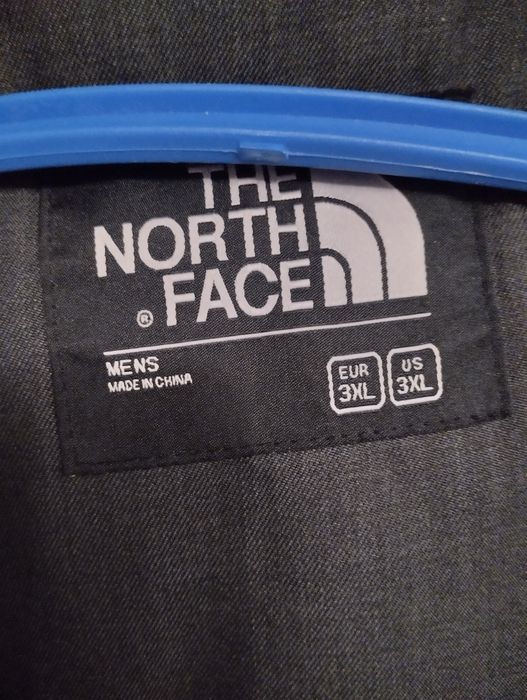 THE
NORTH
FACE
®
MENS
MADE IN CHINA
EUR
3XL
US
3XL